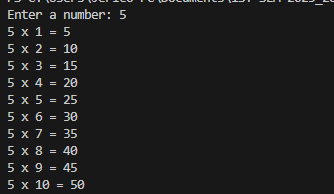 Enter a number: 5
5 x 1 = 5
5 x 2 = 10
5 x 3 = 15
5 x 4 = 20
5 x 5 = 25
5 x 6 = 30
5 x 7 = 35
5 x 8 = 40
5 x 9 = 45
5 x 10 = 50